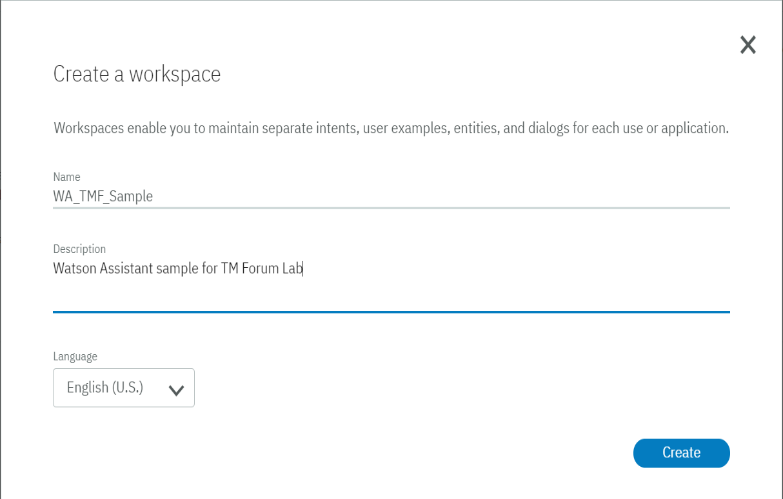 Create a workspace
Workspaces enable you to maintain separate intents, user examples, entities, and dialogs for each use or application.
Name
WA_TMF_Sample
Description
Watson Assistant sample for TM Forum Lab
Language
English (U.S.)
Create